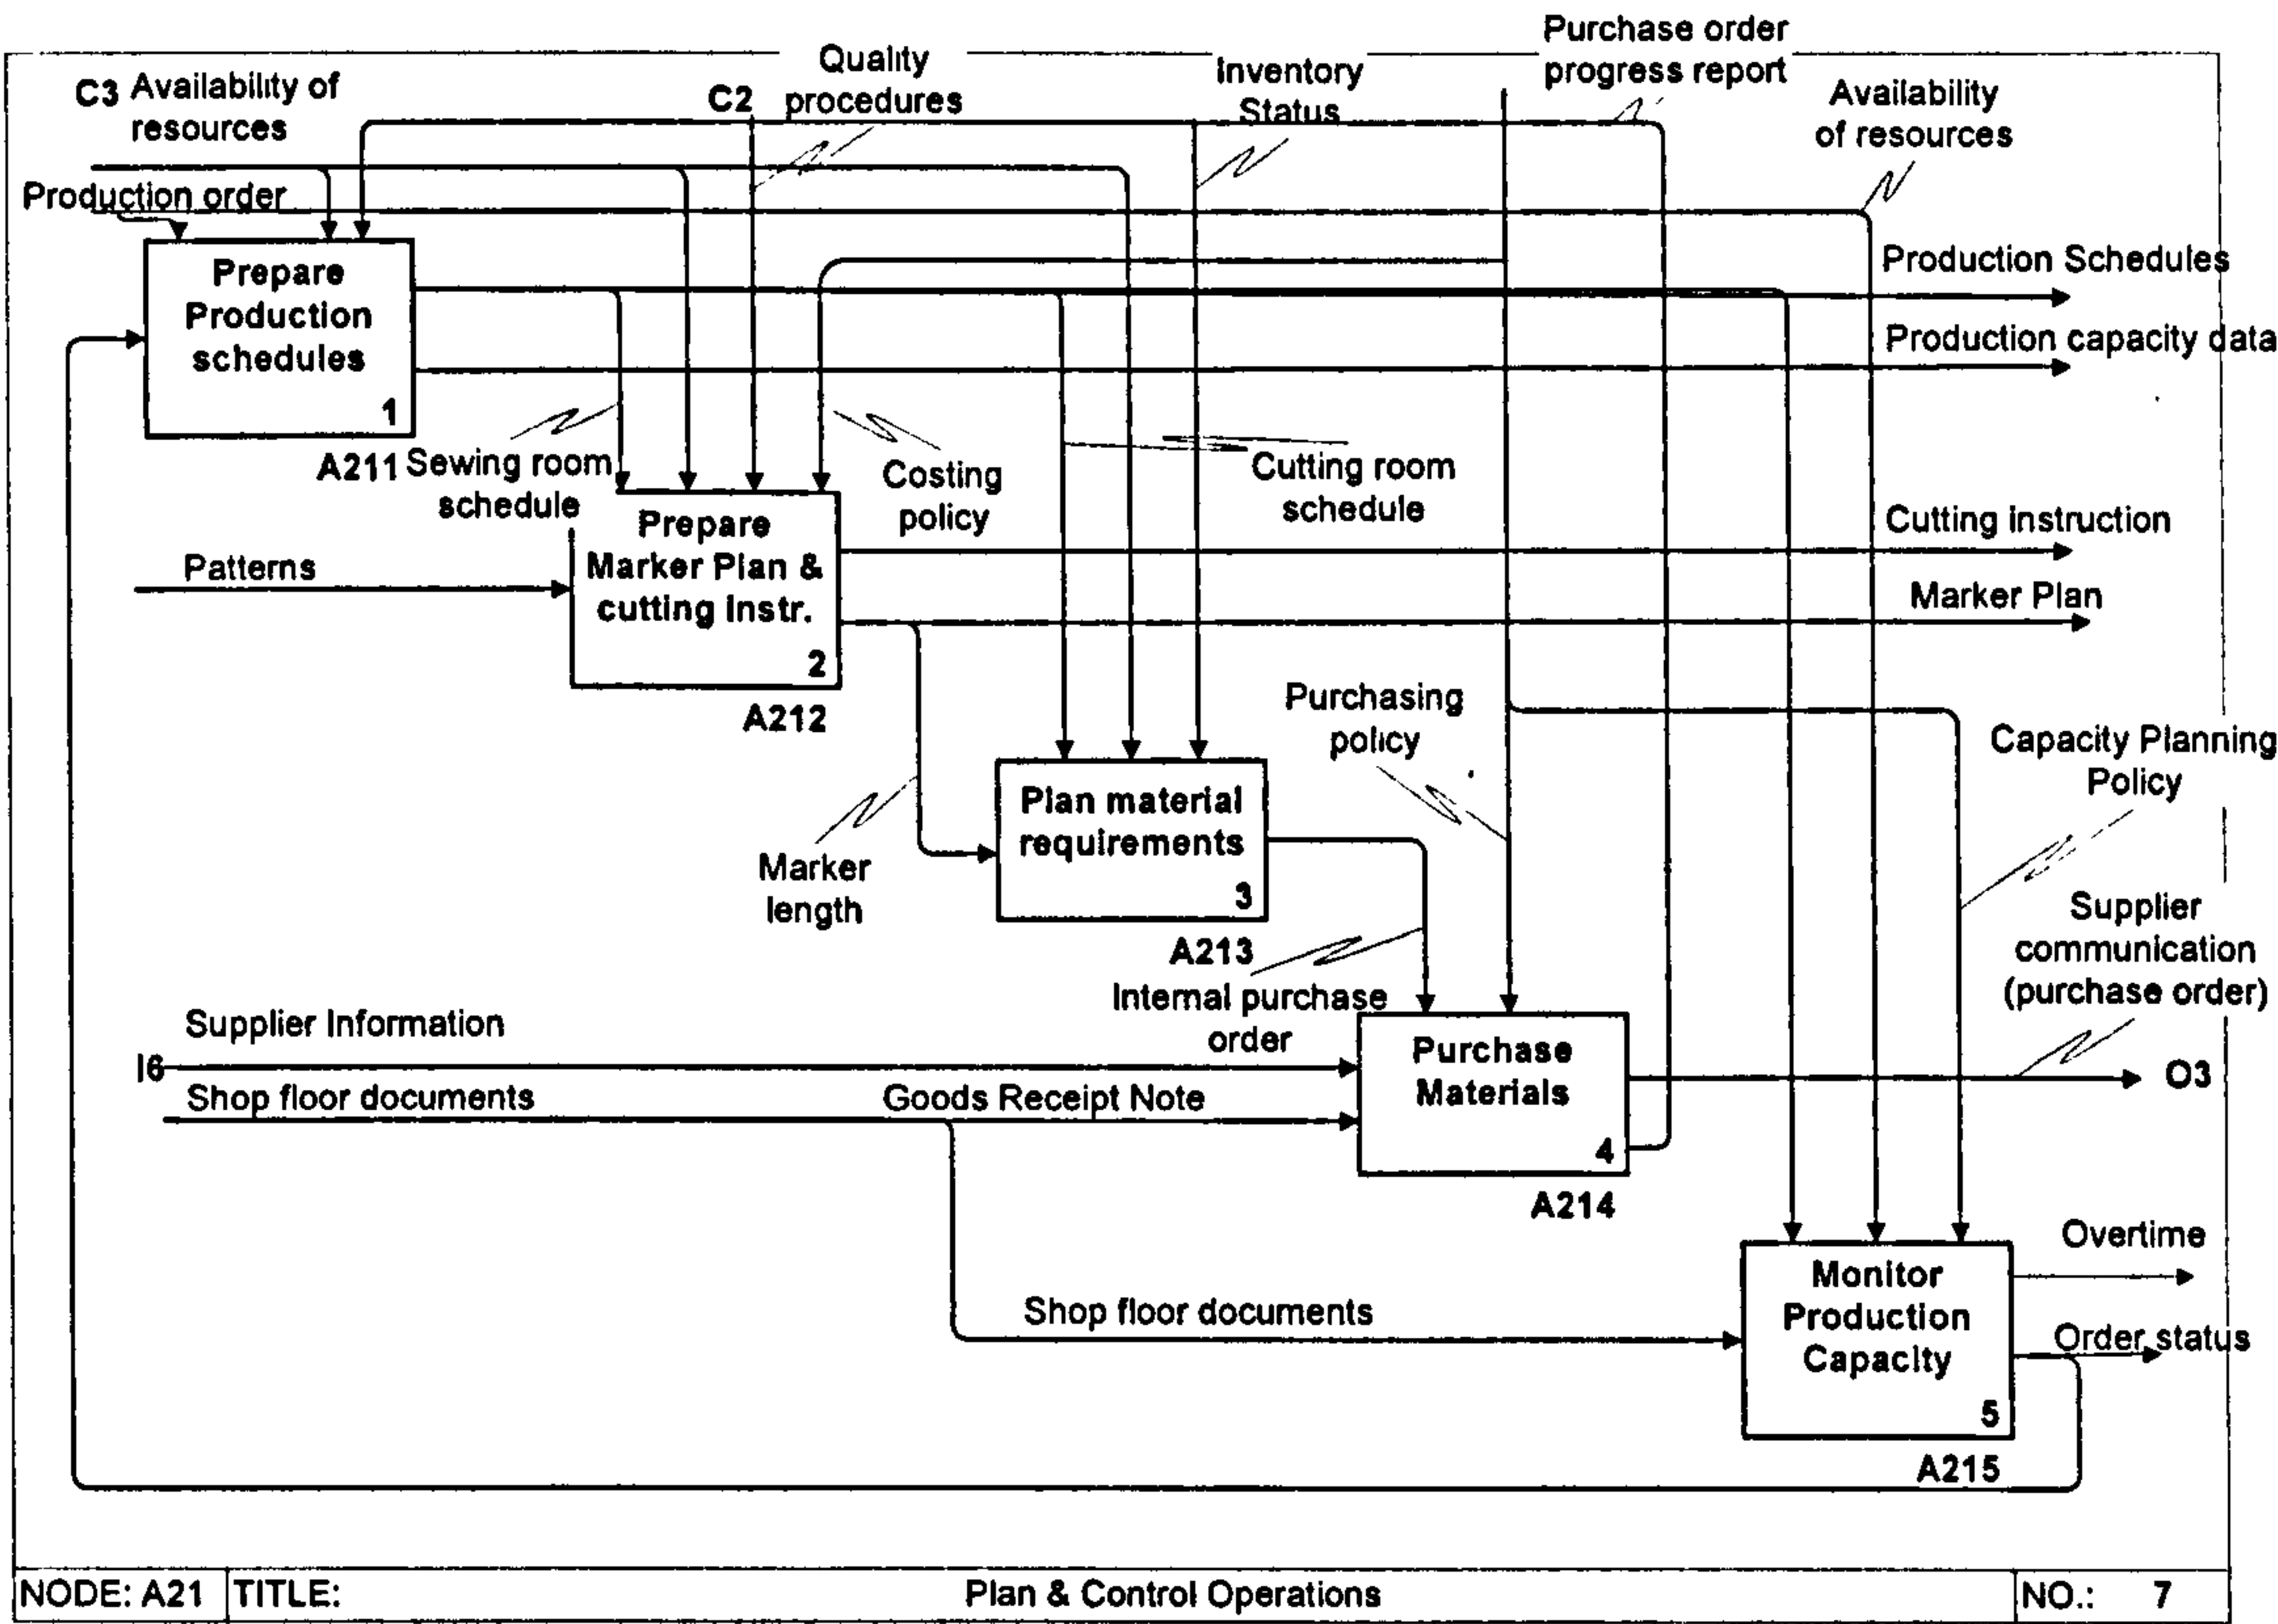 Purchase order
progress report
Quality
procedures
Inventory
Status
C3 Availability of
resources
C2
Availability
of resources
Production order
Prepare
Production
schedules
1
A211
Production Schedules
Production capacity data
Sewing room
schedule
Costing
policy
Cutting room
schedule
Prepare
Marker Plan &
cutting Instr.
2
A212
Patterns
Cutting instruction
Marker Plan
Purchasing
policy
Capacity Planning
Policy
Plan material
requirements
3
A213
Marker
length
Internal purchase
order
Supplier
communication
(purchase order)
Supplier Information
I6
Shop floor documents
Goods Receipt Note
Purchase
Materials
4
A214
O3
Overtime
Order status
Shop floor documents
Monitor
Production
Capacity
5
A215
NODE: A21 TITLE: Plan & Control Operations NO.: 7